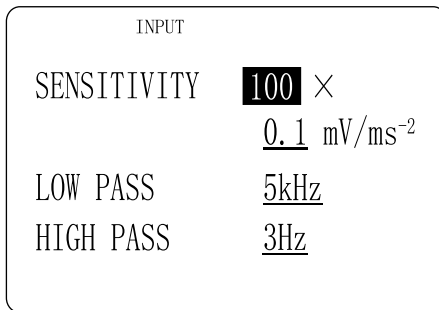 INPUT
SENSITIVITY 100 ×
0.1 mV/ms⁻²
LOW PASS 5kHz
HIGH PASS 3Hz